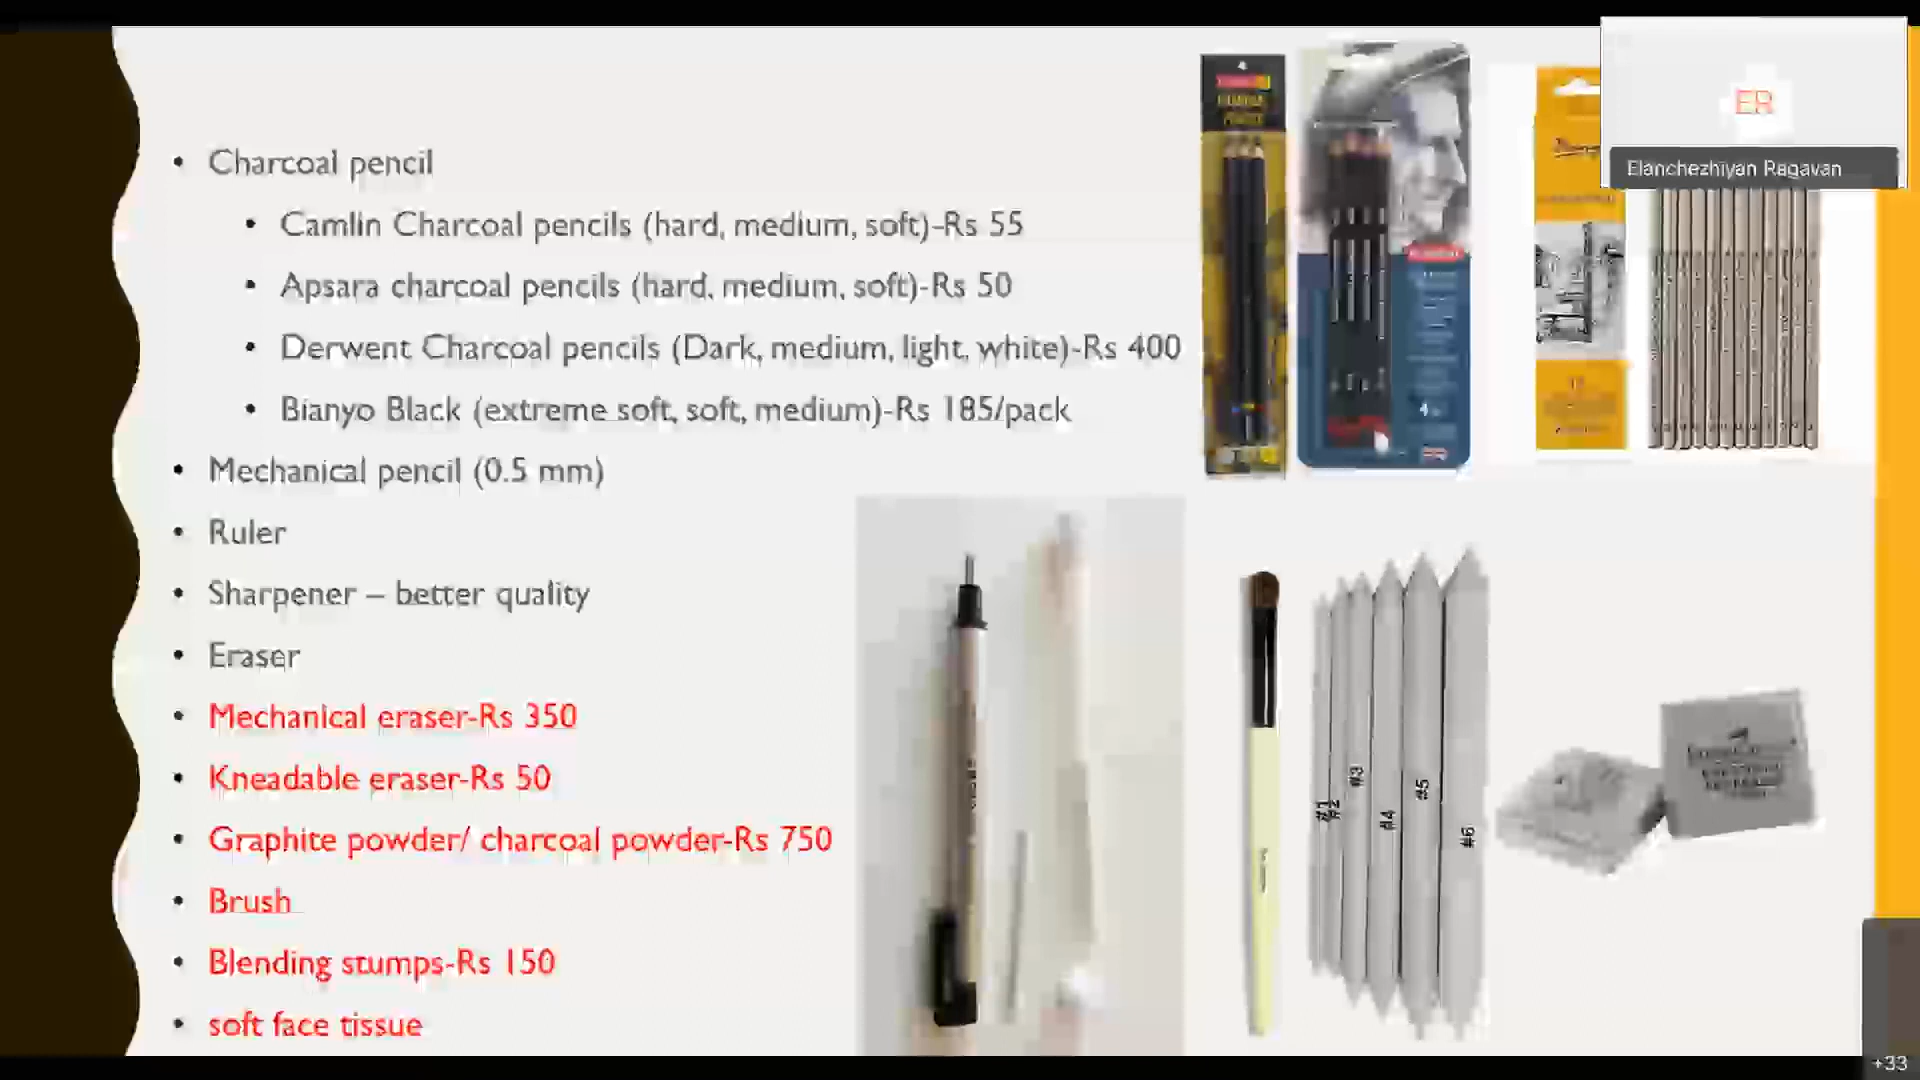 • Charcoal pencil
• Camlin Charcoal pencils (hard, medium, soft)-Rs 55
• Apsara charcoal pencils (hard, medium, soft)-Rs 50
• Derwent Charcoal pencils (Dark, medium, light, white)-Rs 400
• Bianyo Black (extreme soft, soft, medium)-Rs 185/pack
• Mechanical pencil (0.5 mm)
• Ruler
• Sharpener – better quality
• Eraser
• Mechanical eraser-Rs 350
• Kneadable eraser-Rs 50
• Graphite powder/ charcoal powder-Rs 750
• Brush
• Blending stumps-Rs 150
• soft face tissue
ER
Elanchezhiyan Ragavan
4
#1
#2
#3
#4
#5
#6
+33